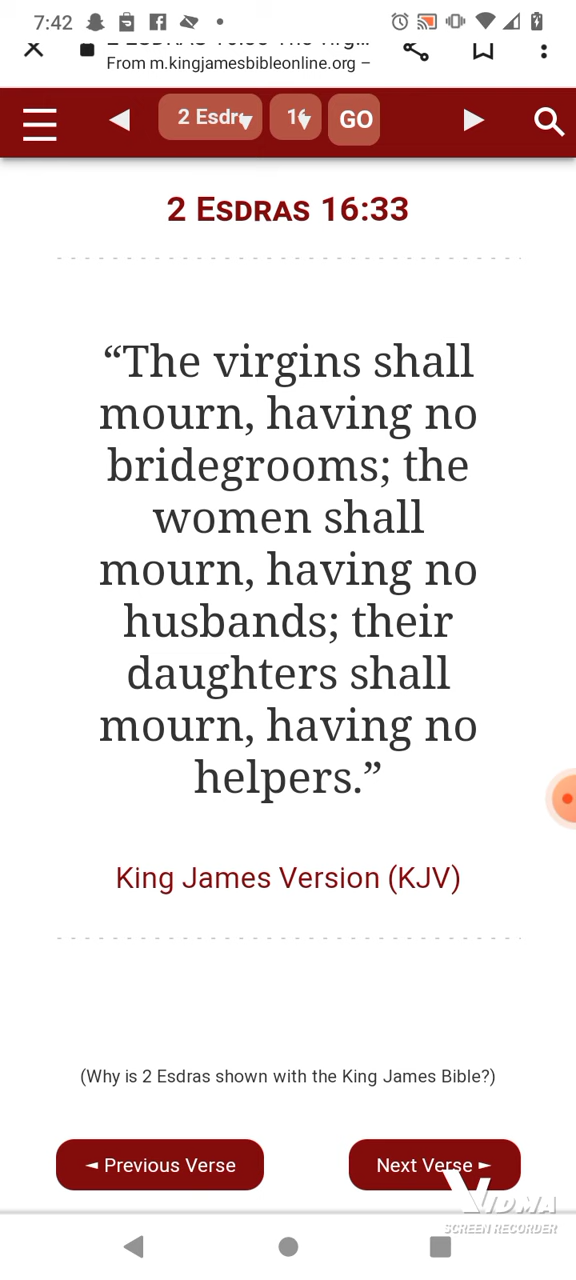 7:42
From m.kingjamesbibleonline.org –
2 Esdr
16
GO
2 ESDRAS 16:33
“The virgins shall
mourn, having no
bridegrooms; the
women shall
mourn, having no
husbands; their
daughters shall
mourn, having no
helpers.”
King James Version (KJV)
(Why is 2 Esdras shown with the King James Bible?)
◄ Previous Verse
Next Verse ►
VIDMA
SCREEN RECORDER